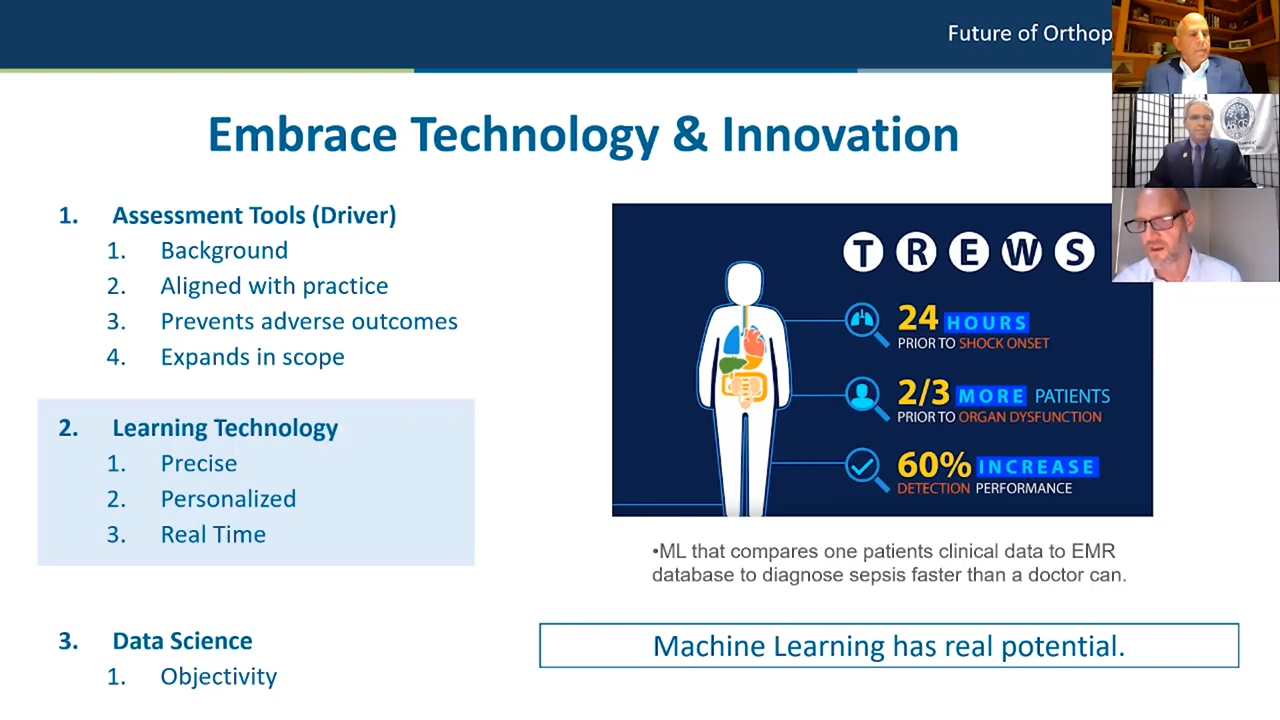 Future of Orthop
Embrace Technology & Innovation
1. Assessment Tools (Driver)
1. Background
2. Aligned with practice
3. Prevents adverse outcomes
4. Expands in scope
2. Learning Technology
1. Precise
2. Personalized
3. Real Time
3. Data Science
1. Objectivity
TREWS
24 HOURS
PRIOR TO SHOCK ONSET
2/3 MORE PATIENTS
PRIOR TO ORGAN DYSFUNCTION
60% INCREASE
DETECTION PERFORMANCE
•ML that compares one patients clinical data to EMR
database to diagnose sepsis faster than a doctor can.
Machine Learning has real potential.